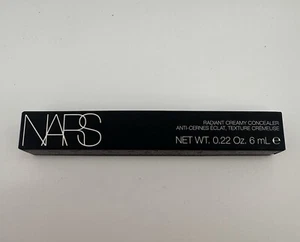 NARS
RADIANT CREAMY CONCEALER
ANTI-CERNES ÉCLAT, TEXTURE CRÉMEUSE
NET WT. 0.22 Oz. 6 mL ℮